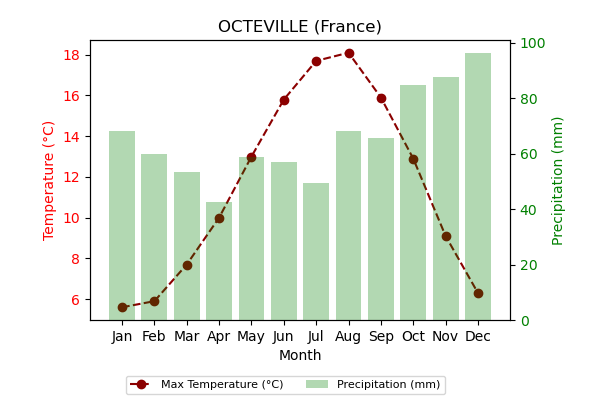 OCTEVILLE (France)
Temperature (°C)
18
16
14
12
10
8
6
Precipitation (mm)
100
80
60
40
20
0
Jan Feb Mar Apr May Jun Jul Aug Sep Oct Nov Dec
Month
Max Temperature (°C) Precipitation (mm)